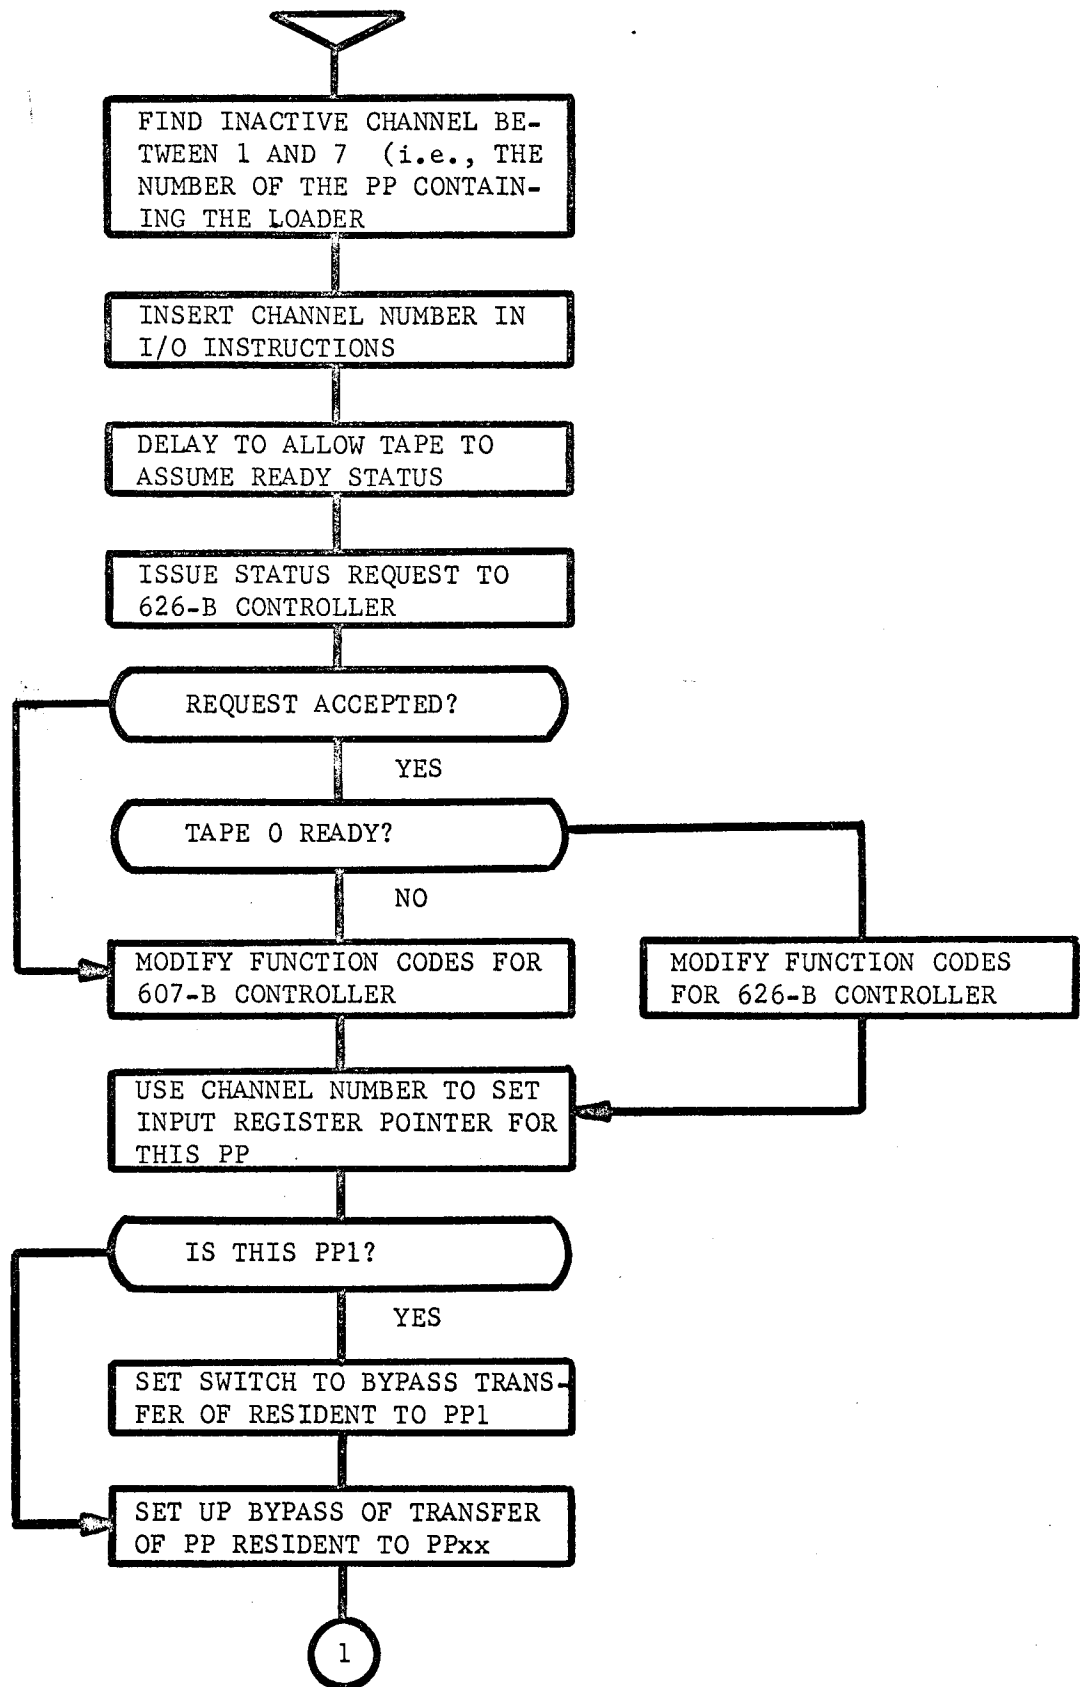 FIND INACTIVE CHANNEL BE-
TWEEN 1 AND 7 (i.e., THE
NUMBER OF THE PP CONTAIN-
ING THE LOADER
INSERT CHANNEL NUMBER IN
I/O INSTRUCTIONS
DELAY TO ALLOW TAPE TO
ASSUME READY STATUS
ISSUE STATUS REQUEST TO
626-B CONTROLLER
REQUEST ACCEPTED?
YES
TAPE 0 READY?
NO
MODIFY FUNCTION CODES FOR
607-B CONTROLLER
MODIFY FUNCTION CODES
FOR 626-B CONTROLLER
USE CHANNEL NUMBER TO SET
INPUT REGISTER POINTER FOR
THIS PP
IS THIS PP1?
YES
SET SWITCH TO BYPASS TRANS-
FER OF RESIDENT TO PP1
SET UP BYPASS OF TRANSFER
OF PP RESIDENT TO PPxx
1